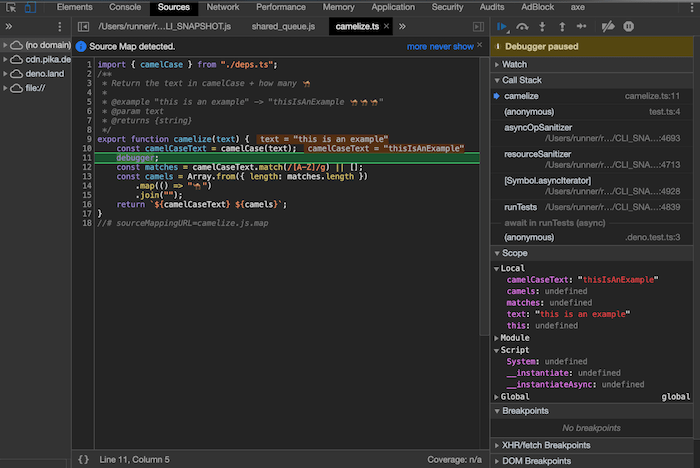 Elements Console Sources Network Performance Memory Application Security Audits AdBlock axe
» /Users/runner/r…LI_SNAPSHOT.js shared_queue.js camelize.ts × »
(no domain)
cdn.pika.de
deno.land
file://
Source Map detected. more never show ×
1 import { camelCase } from "./deps.ts";
2 /**
3 * Return the text in camelCase + how many 🐪
4 *
5 * @example "this is an example" -> "thisIsAnExample 🐪🐪🐪"
6 * @param text
7 * @returns {string}
8 */
9 export function camelize(text) { text = "this is an example"
10 const camelCaseText = camelCase(text); camelCaseText = "thisIsAnExample"
11 debugger;
12 const matches = camelCaseText.match(/[A-Z]/g) || [];
13 const camels = Array.from({ length: matches.length })
14 .map(() => "🐪")
15 .join("");
16 return `${camelCaseText} ${camels}`;
17 }
18 //# sourceMappingURL=camelize.js.map
{} Line 11, Column 5 Coverage: n/a
Debugger paused
Watch
Call Stack
camelize camelize.ts:11
(anonymous) test.ts:4
asyncOpSanitizer
/Users/runner/r…/CLI_SNA…:4693
resourceSanitizer
/Users/runner/r…/CLI_SNA…:4713
[Symbol.asyncIterator]
/Users/runner/r…/CLI_SNA…:4927
runTests /Users/runner/r…/CLI_SNA…:4839
await in runTests (async)
(anonymous) .deno.test.ts:3
Scope
Local
camelCaseText: "thisIsAnExample"
camels: undefined
matches: undefined
text: "this is an example"
this: undefined
Module
Script
System: undefined
__instantiate: undefined
__instantiateAsync: undefined
Global global
Breakpoints
No breakpoints
XHR/fetch Breakpoints
DOM Breakpoints